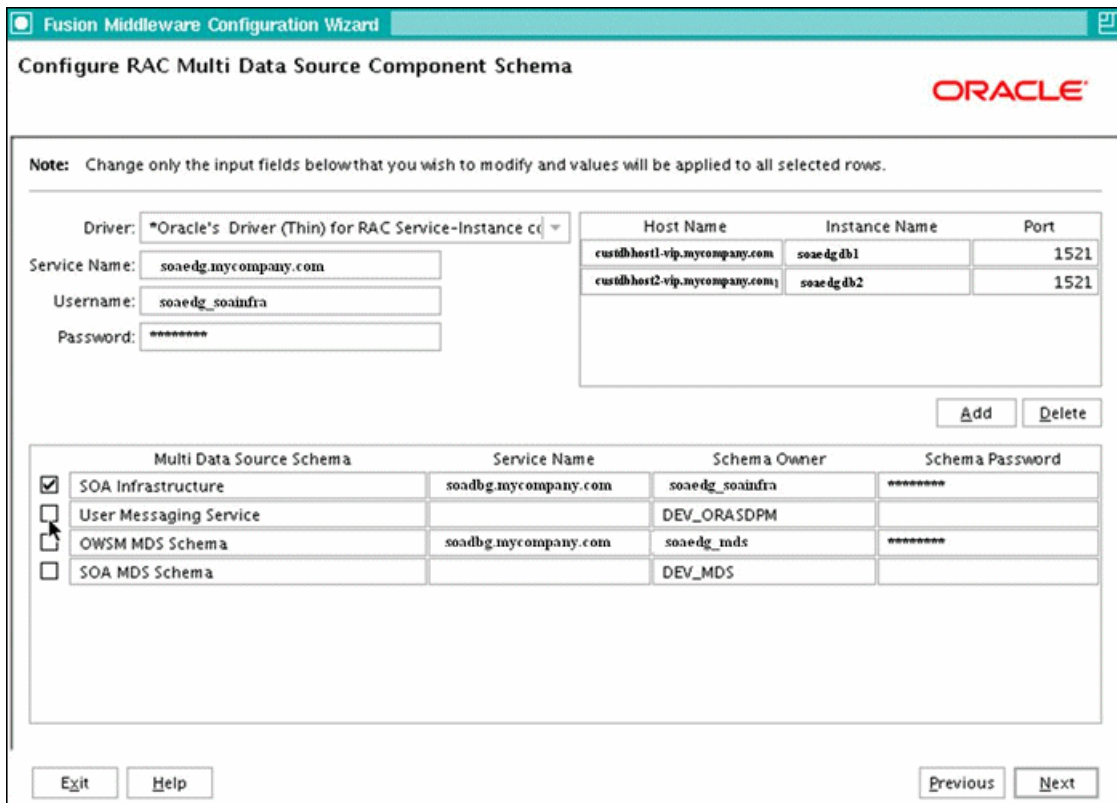 Fusion Middleware Configuration Wizard
Configure RAC Multi Data Source Component Schema
ORACLE
Note: Change only the input fields below that you wish to modify and values will be applied to all selected rows.
Driver: *Oracle's Driver (Thin) for RAC Service-Instance co
Service Name: soaedg.mycompany.com
Username: soaedg_soainfra
Password: ********
Host Name Instance Name Port
custdbhost1-vip.mycompany.com soaedgdb1 1521
custdbhost2-vip.mycompany.com soaedgdb2 1521
Add Delete
Multi Data Source Schema Service Name Schema Owner Schema Password
SOA Infrastructure soadbg.mycompany.com soaedg_soainfra ********
User Messaging Service DEV_ORASDPM
OWSM MDS Schema soadbg.mycompany.com soaedg_mds ********
SOA MDS Schema DEV_MDS
Exit Help Previous Next